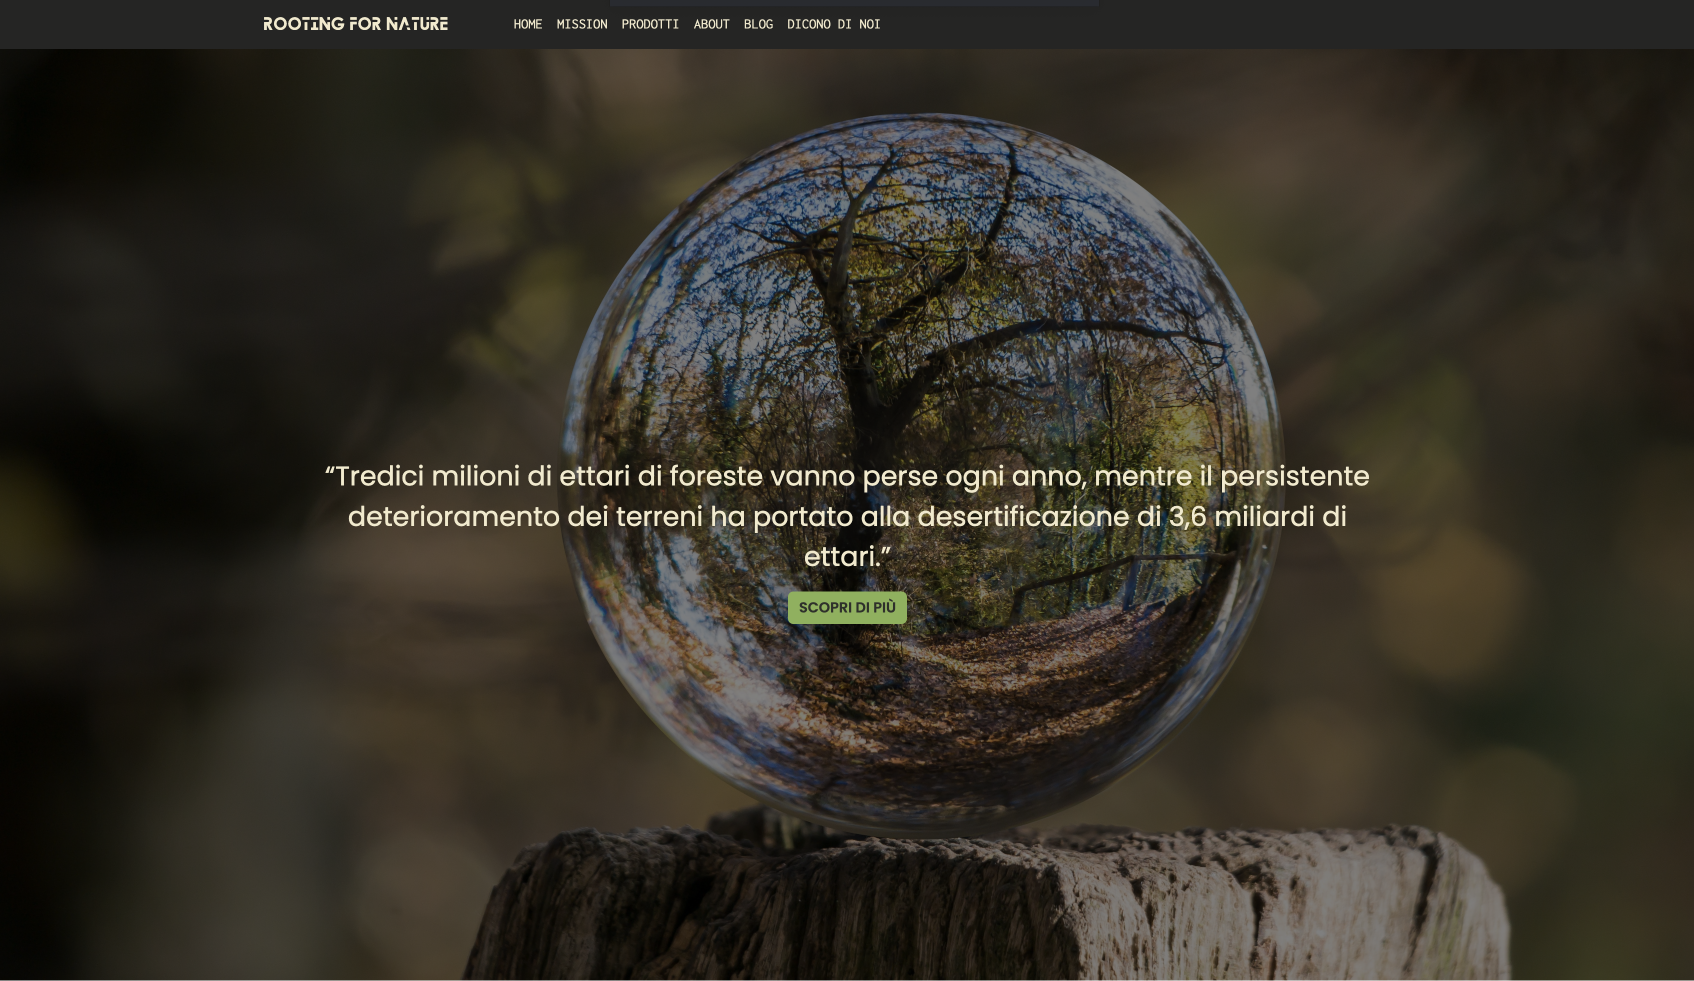 ROOTING FOR NATURE
HOME MISSION PRODOTTI ABOUT BLOG DICONO DI NOI
“Tredici milioni di ettari di foreste vanno perse ogni anno, mentre il persistente
deterioramento dei terreni ha portato alla desertificazione di 3,6 miliardi di
ettari.”
SCOPRI DI PIÙ